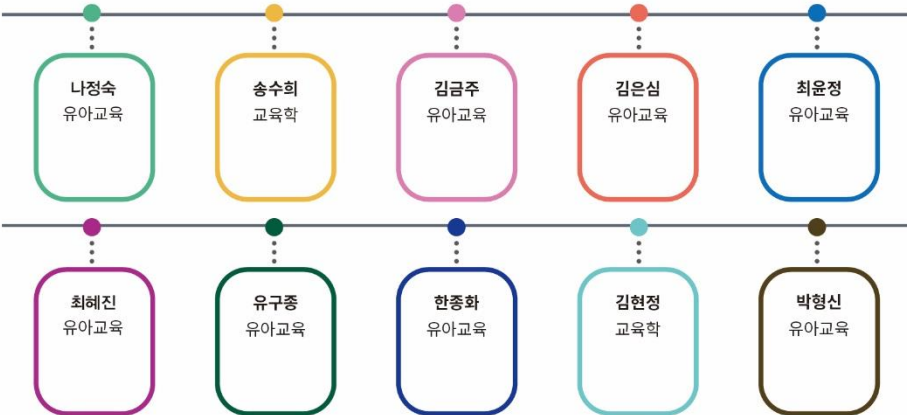 나정숙
유아교육
송수희
교육학
김금주
유아교육
김은심
유아교육
최윤정
유아교육
최혜진
유아교육
유구종
유아교육
한종화
유아교육
김현정
교육학
박형신
유아교육